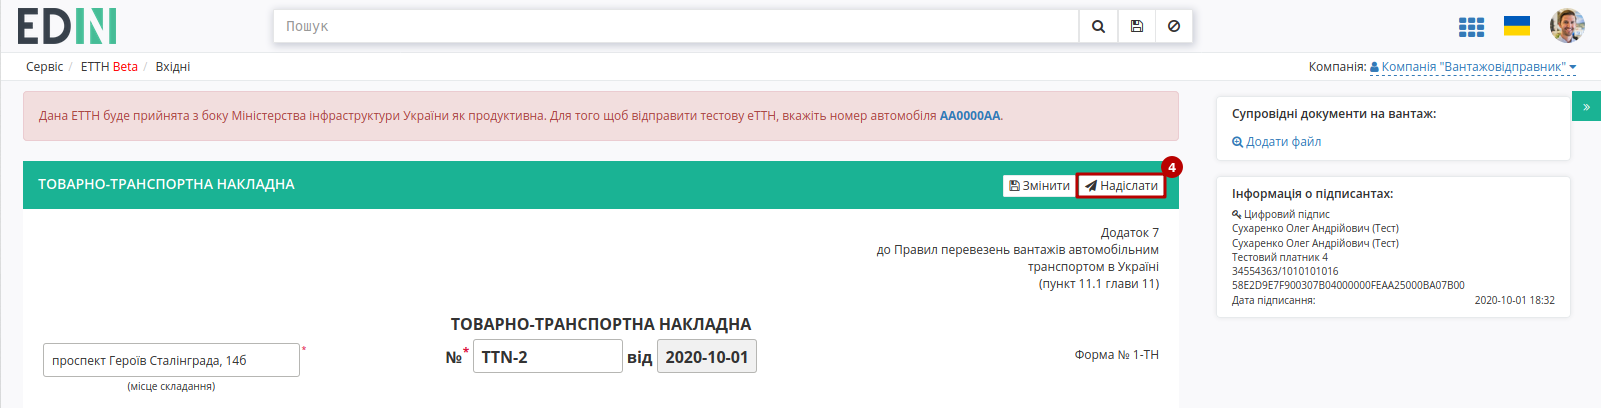 EDIN
Пошук
Сервіс / ЕТТН Beta / Вхідні
Компанія: Компанія "Вантажовідправник"
Дана ЕТТН буде прийнята з боку Міністерства інфраструктури України як продуктивна. Для того щоб відправити тестову еТТН, вкажіть номер автомобіля АА0000АА.
»
Супровідні документи на вантаж:
Додати файл
4
ТОВАРНО-ТРАНСПОРТНА НАКЛАДНА
Змінити
Надіслати
Інформація о підписантах:
Цифровий підпис
Сухаренко Олег Андрійович (Тест)
Сухаренко Олег Андрійович (Тест)
Тестовий платник 4
34554363/1010101016
58E2D9E7F900307B04000000FEAA25000BA07B00
Дата підписання: 2020-10-01 18:32
Додаток 7
до Правил перевезень вантажів автомобільним
транспортом в Україні
(пункт 11.1 глави 11)
ТОВАРНО-ТРАНСПОРТНА НАКЛАДНА
проспект Героїв Сталінграда, 14б *
(місце складання)
№* TTN-2 від 2020-10-01
Форма № 1-ТН